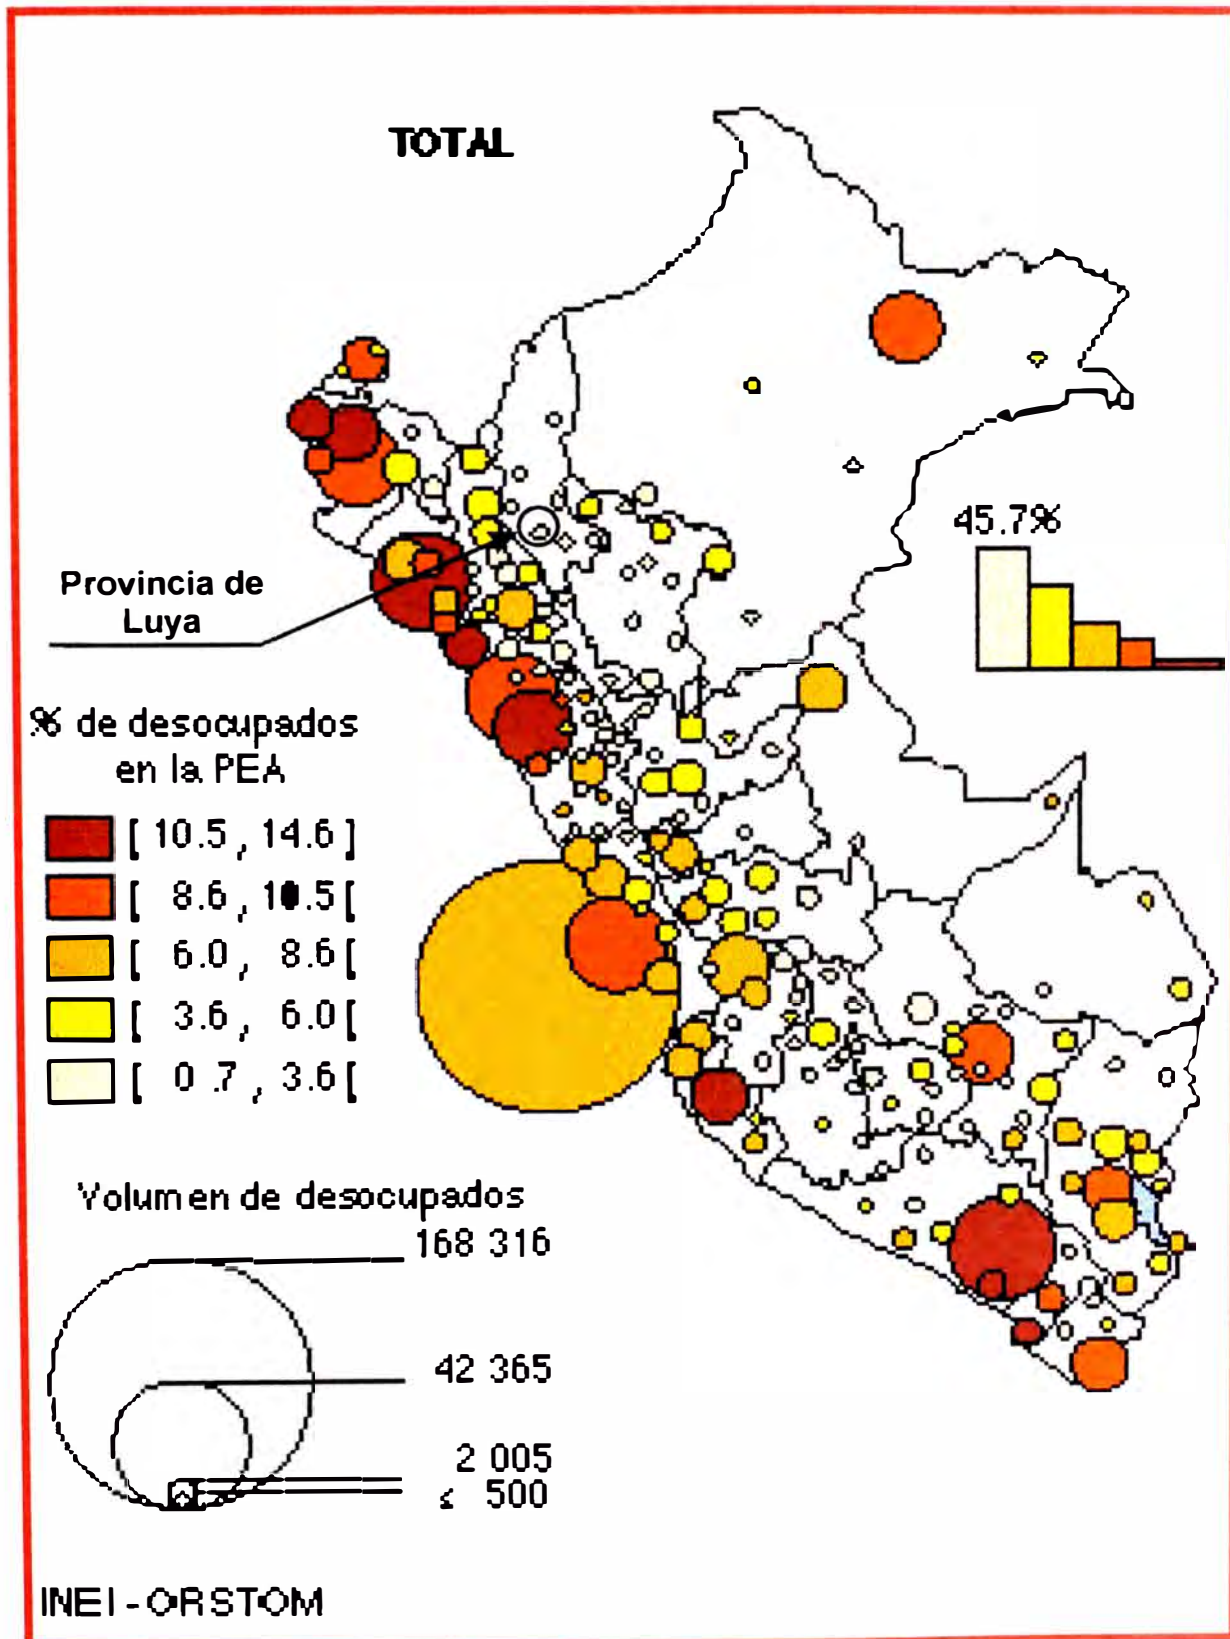 TOTAL
45.7%
Provincia de
Luya
% de desocupados
en la PEA
[ 10.5 , 14.6 ]
[ 8.6 , 10.5 [
[ 6.0 , 8.6 [
[ 3.6 , 6.0 [
[ 0.7 , 3.6 [
Volumen de desocupados
168 316
42 365
2 005
≤ 500
INEI - ORSTOM